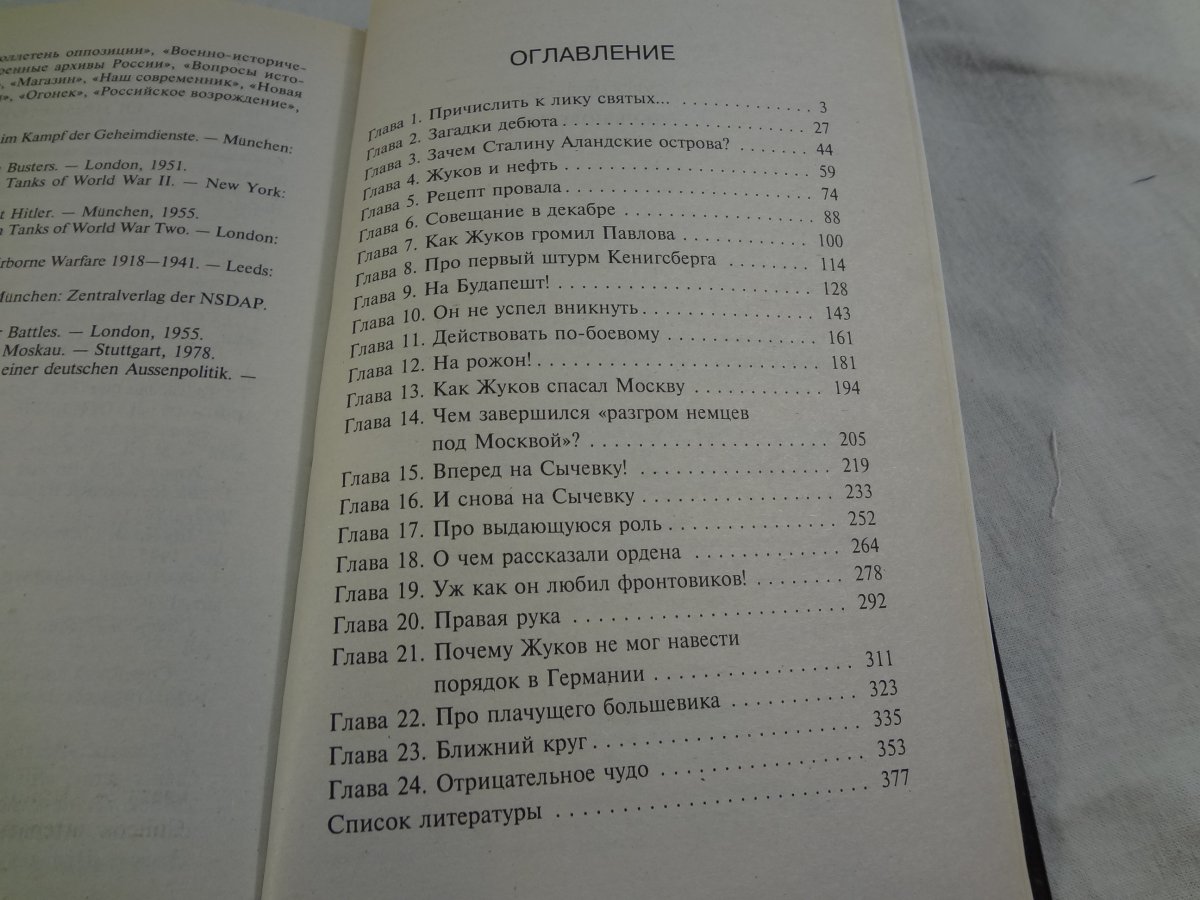 оллетень оппозиции», «Военно-историче-
оенные архивы России», «Вопросы исто-
, «Магазин», «Наш современник», «Новая
», «Огонек», «Российское возрождение»,
im Kampf der Geheimdienste. — München:
Busters. — London, 1951.
Tanks of World War II. — New York:
t Hitler. — München, 1955.
n Tanks of World War Two. — London:
irborne Warfare 1918—1941. — Leeds:
München: Zentralverlag der NSDAP.
r Battles. — London, 1955.
Moskau. — Stuttgart, 1978.
einer deutschen Aussenpolitik. —
ОГЛАВЛЕНИЕ
Глава 1. Причислить к лику святых... . . . . . . . . . . . . 3
Глава 2. Загадки дебюта . . . . . . . . . . . . . . . . . . . . . 27
Глава 3. Зачем Сталину Аландские острова? . . . . . . . 44
Глава 4. Жуков и нефть . . . . . . . . . . . . . . . . . . . . . 59
Глава 5. Рецепт провала . . . . . . . . . . . . . . . . . . . . . 74
Глава 6. Совещание в декабре . . . . . . . . . . . . . . . . 88
Глава 7. Как Жуков громил Павлова . . . . . . . . . . . . 100
Глава 8. Про первый штурм Кенигсберга . . . . . . . . 114
Глава 9. На Будапешт! . . . . . . . . . . . . . . . . . . . . . . 128
Глава 10. Он не успел вникнуть . . . . . . . . . . . . . . . 143
Глава 11. Действовать по-боевому . . . . . . . . . . . . . 161
Глава 12. На рожон! . . . . . . . . . . . . . . . . . . . . . . . . 181
Глава 13. Как Жуков спасал Москву . . . . . . . . . . . . 194
Глава 14. Чем завершился «разгром немцев
под Москвой»? . . . . . . . . . . . . . . . . . . . . 205
Глава 15. Вперед на Сычевку! . . . . . . . . . . . . . . . . 219
Глава 16. И снова на Сычевку . . . . . . . . . . . . . . . . 233
Глава 17. Про выдающуюся роль . . . . . . . . . . . . . . 252
Глава 18. О чем рассказали ордена . . . . . . . . . . . . 264
Глава 19. Уж как он любил фронтовиков! . . . . . . . . 278
Глава 20. Правая рука . . . . . . . . . . . . . . . . . . . . . . 292
Глава 21. Почему Жуков не мог навести
порядок в Германии . . . . . . . . . . . . . . . . 311
Глава 22. Про плачущего большевика . . . . . . . . . . . 323
Глава 23. Ближний круг . . . . . . . . . . . . . . . . . . . . . 335
Глава 24. Отрицательное чудо . . . . . . . . . . . . . . . . 353
Список литературы . . . . . . . . . . . . . . . . . . . . . . . . 377